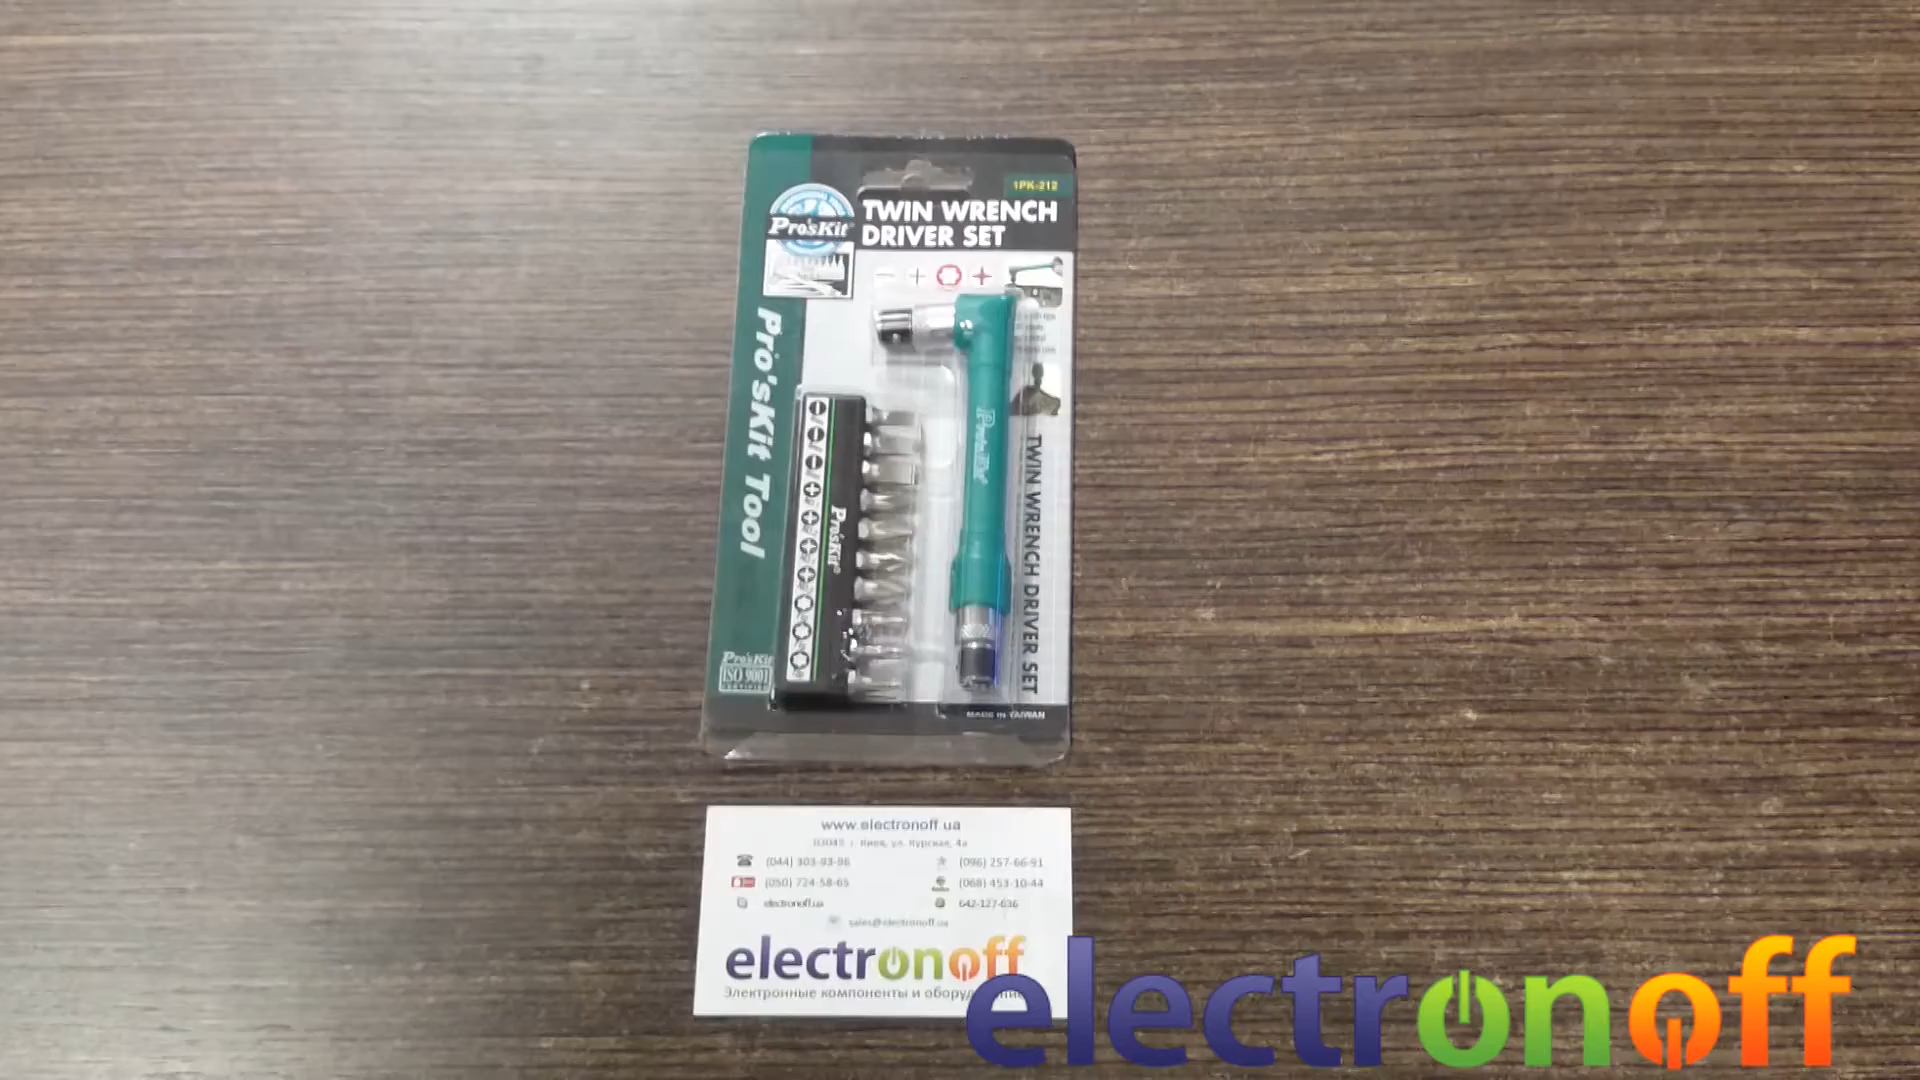 1PK-212
Pro'sKit®
TWIN WRENCH
DRIVER SET
Pro'sKit Tool
Pro'sKit
Pro'sKit®
TWIN WRENCH DRIVER SET
Pro'sKit
ISO 9001
CERTIFIED
MADE IN TAIWAN
www.electronoff.ua
03049 г. Киев, ул. Курская, 4а
(044) 303-93-96
(096) 257-66-91
(050) 724-58-65
(068) 453-10-44
electronoff.ua
642-127-636
sales@electronoff.ua
electronoff
Электронные компоненты и
electronoff